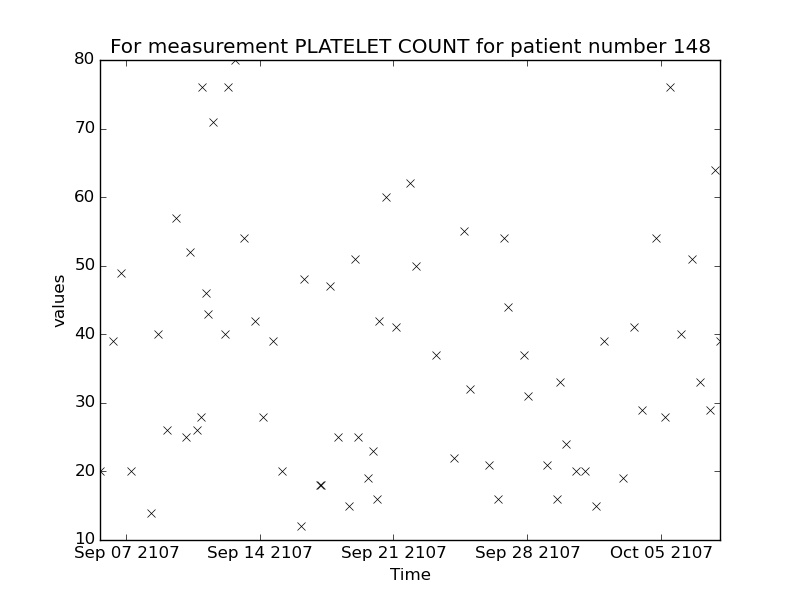 For measurement PLATELET COUNT for patient number 148
80
70
60
50
40
30
20
10
values
Sep 07 2107 Sep 14 2107 Sep 21 2107 Sep 28 2107 Oct 05 2107
Time